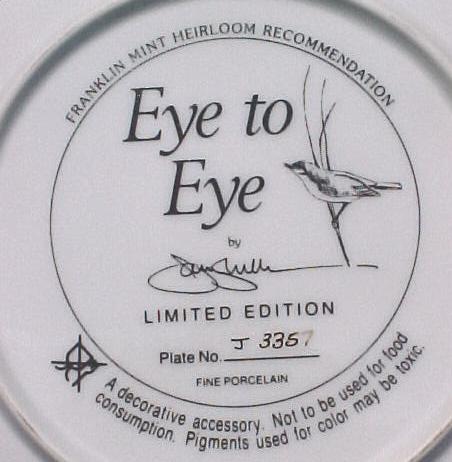 FRANKLIN MINT HEIRLOOM RECOMMENDATION
Eye to
Eye
by
LIMITED EDITION
Plate No. J 3357
FINE PORCELAIN
A decorative accessory. Not to be used for food
consumption. Pigments used for color may be toxic.